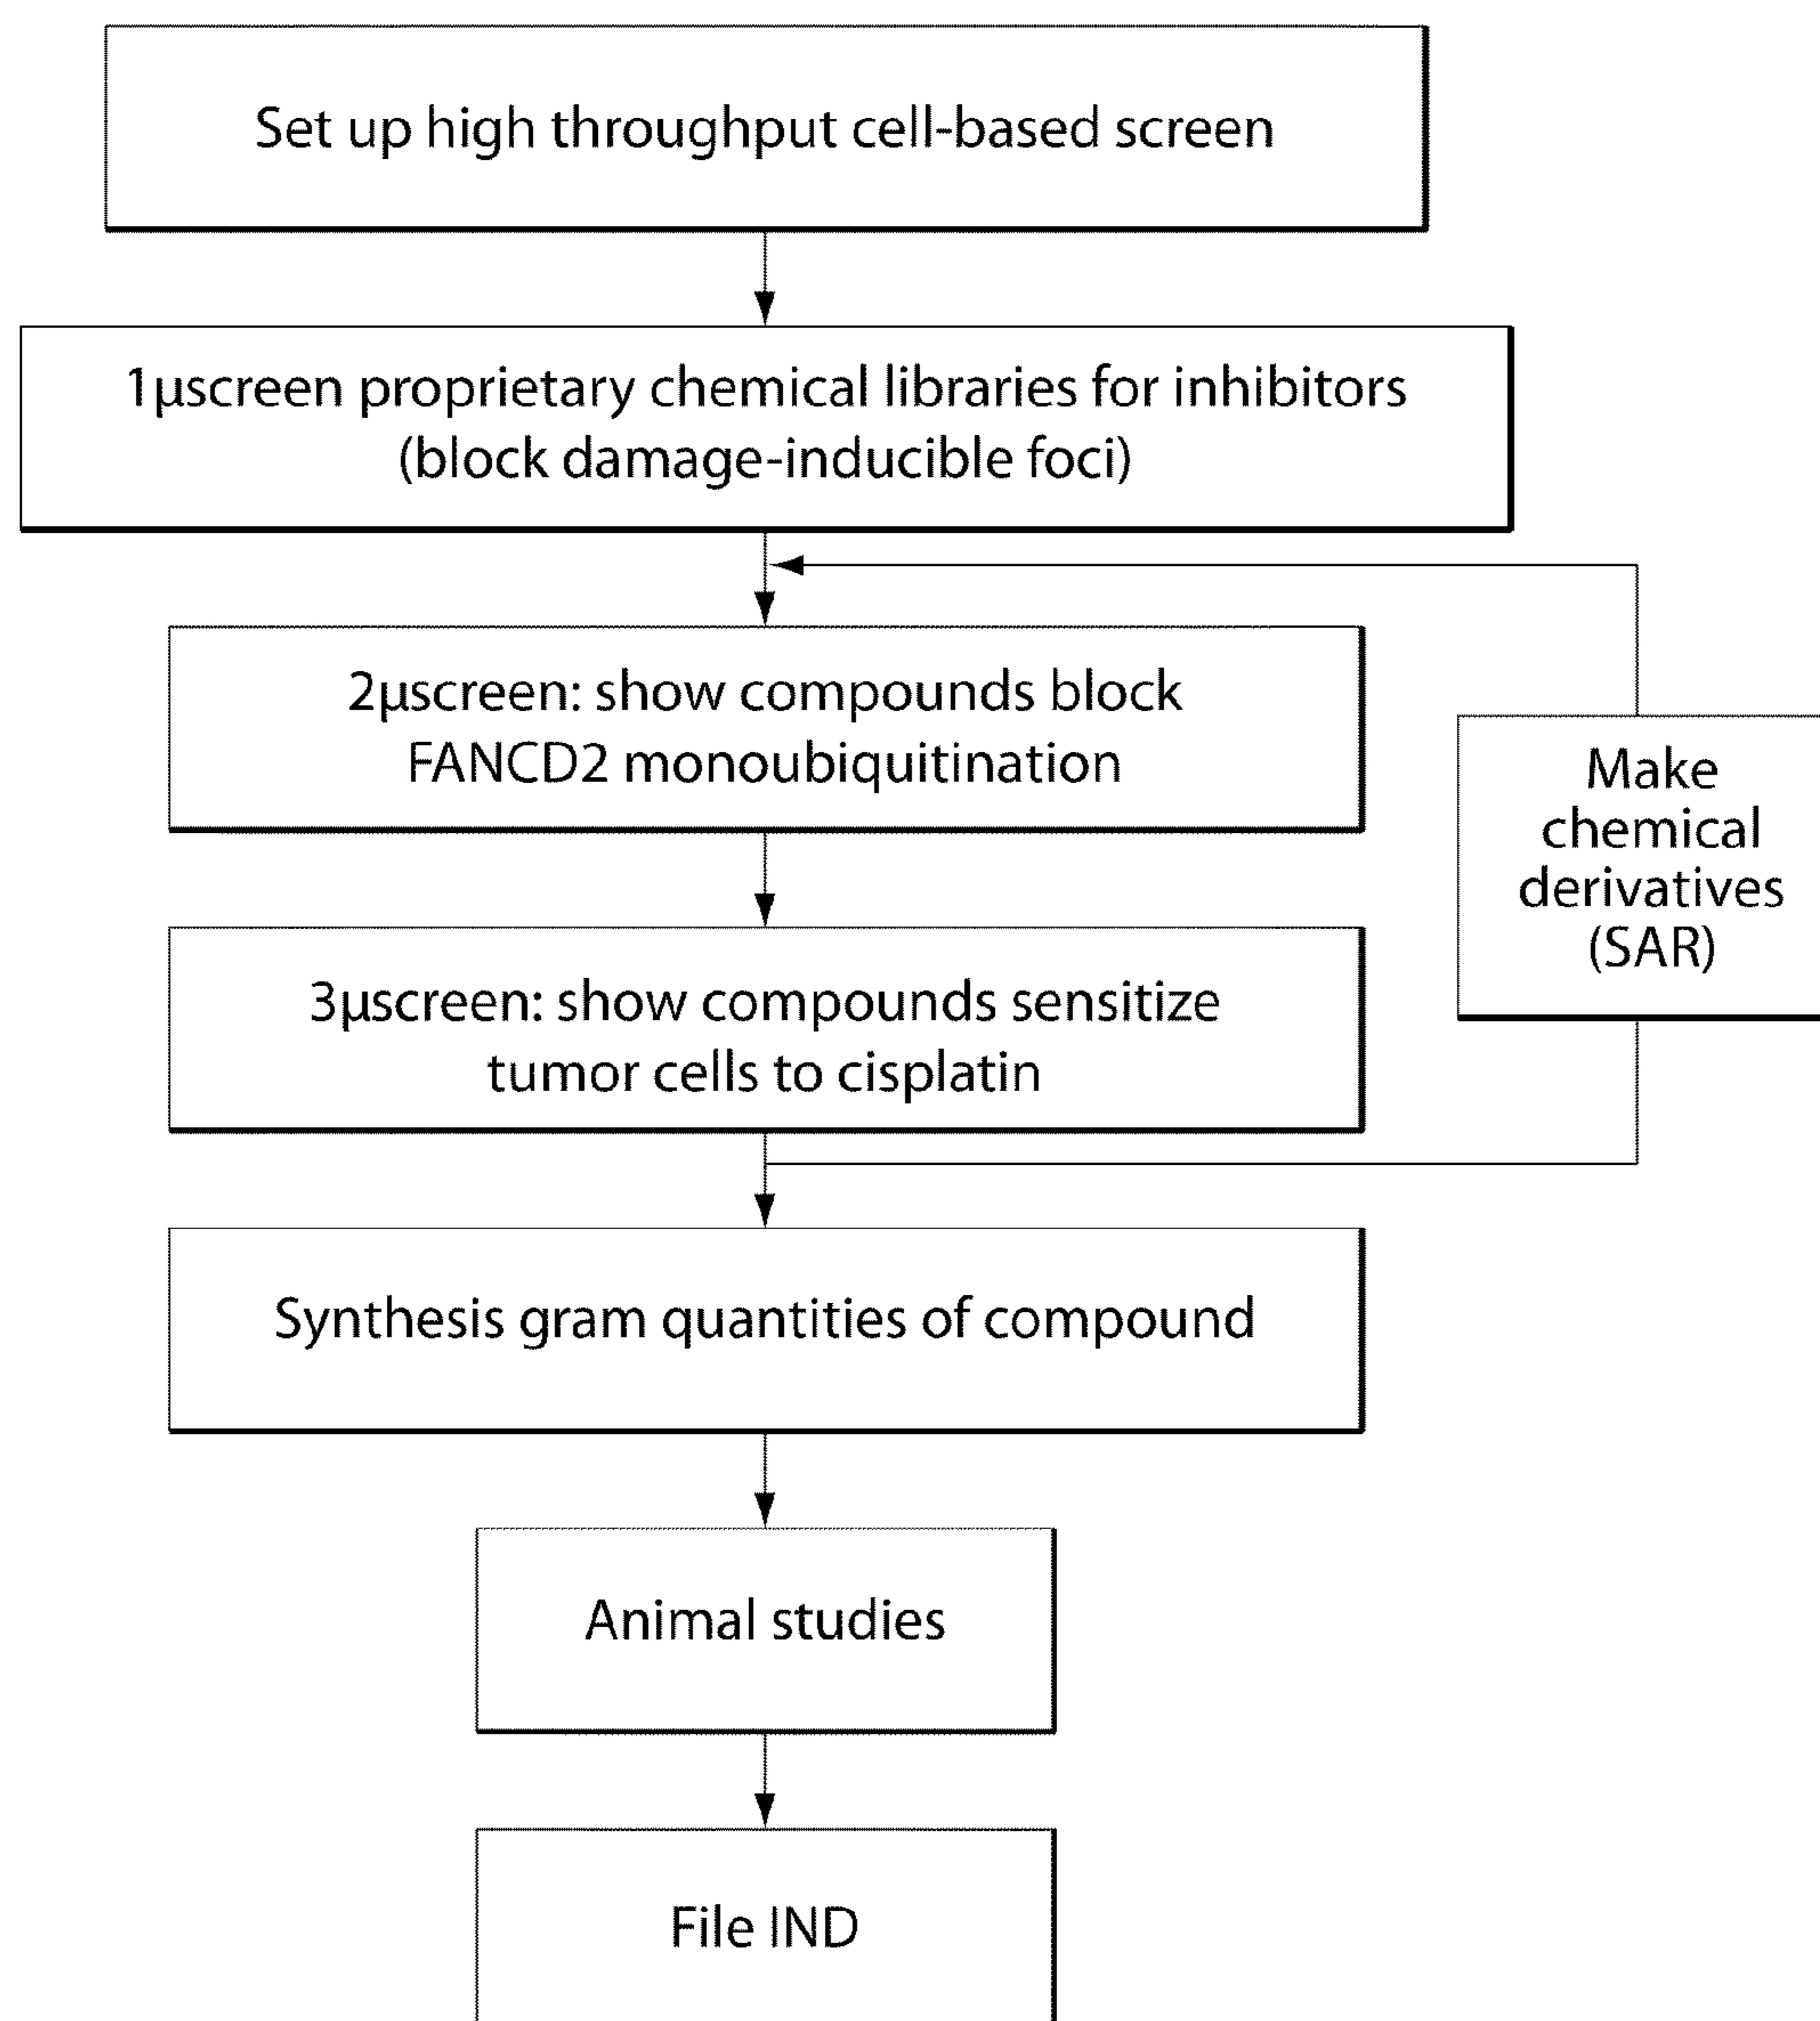 Set up high throughput cell-based screen
1µscreen proprietary chemical libraries for inhibitors
(block damage-inducible foci)
2µscreen: show compounds block
FANCD2 monoubiquitination
Make
chemical
derivatives
(SAR)
3µscreen: show compounds sensitize
tumor cells to cisplatin
Synthesis gram quantities of compound
Animal studies
File IND